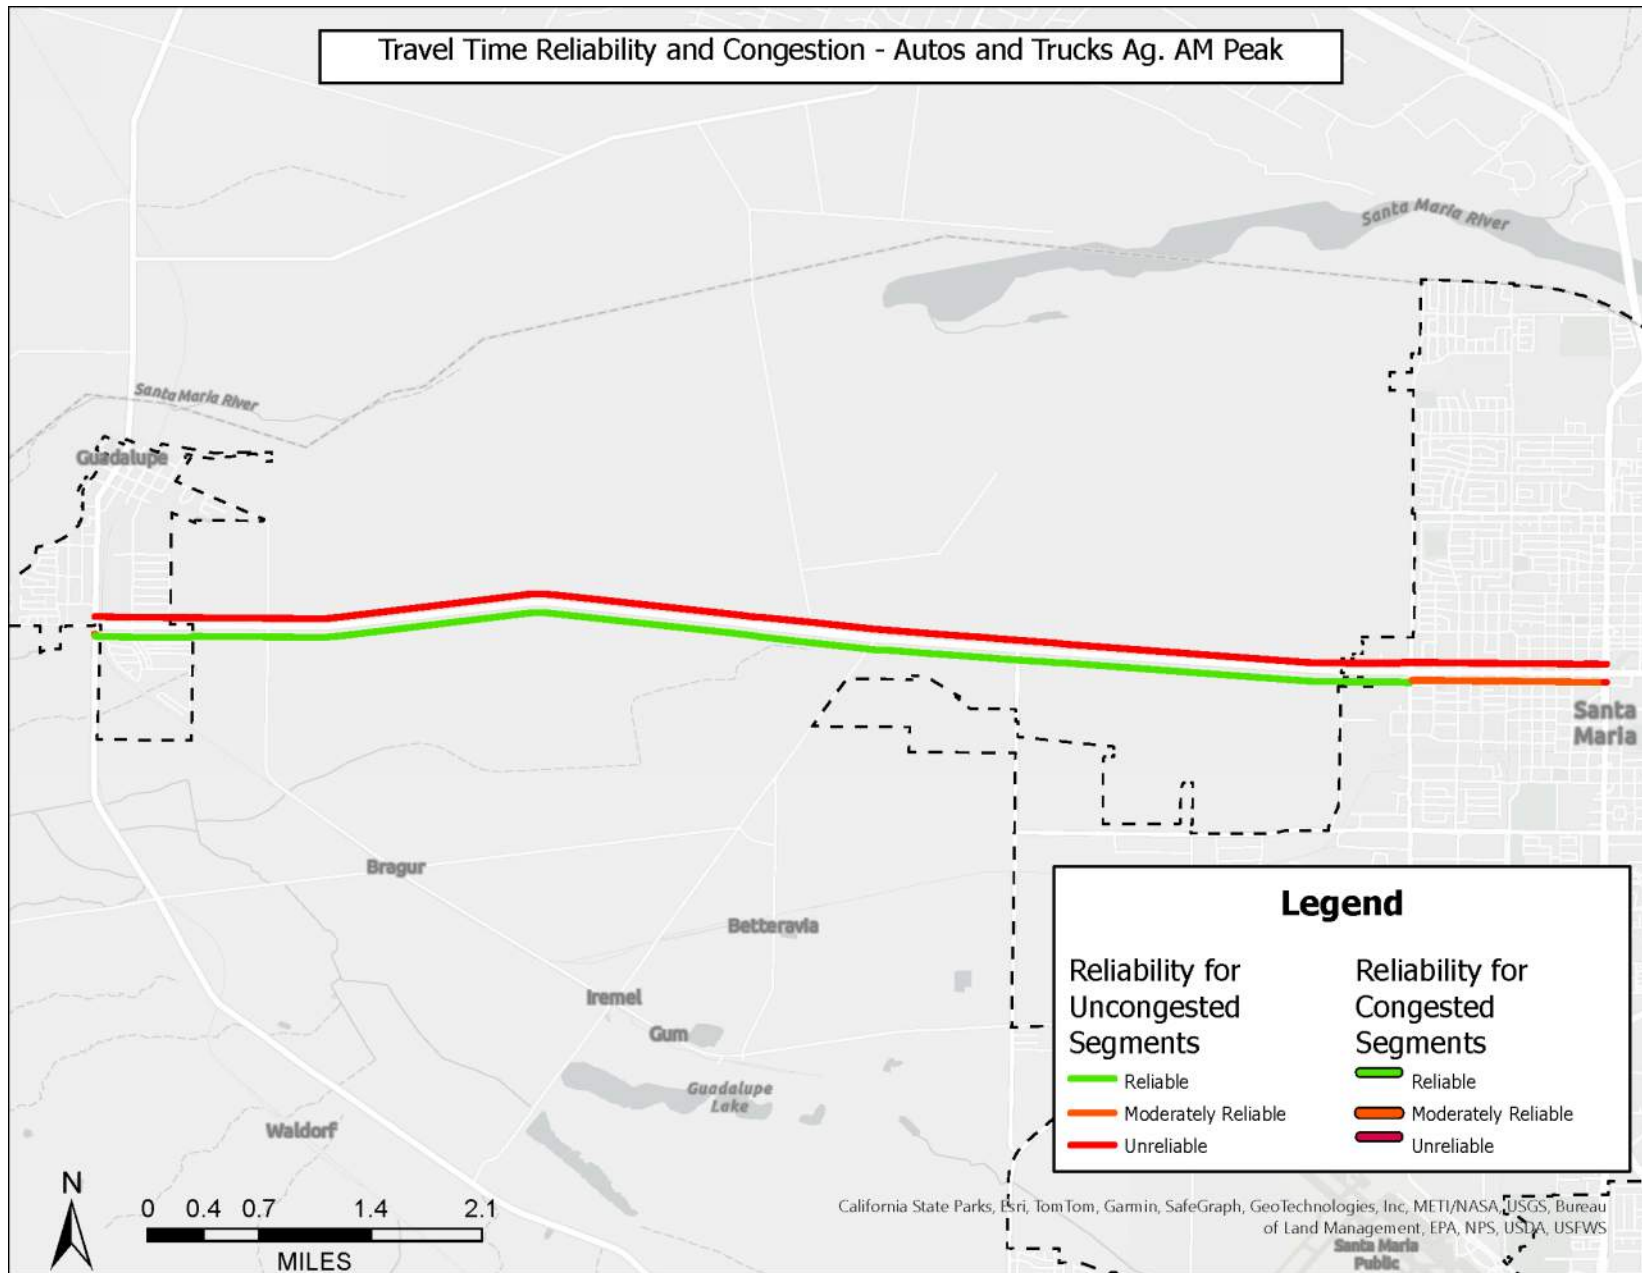 Travel Time Reliability and Congestion - Autos and Trucks Ag. AM Peak
Santa Maria River
Santa Maria River
Guadalupe
Santa
Maria
Bragur
Betteravia
Iremel
Gum
Guadalupe
Lake
Waldorf
Legend
Reliability for
Uncongested
Segments
Reliable
Moderately Reliable
Unreliable
Reliability for
Congested
Segments
Reliable
Moderately Reliable
Unreliable
N
0 0.4 0.7 1.4 2.1
MILES
California State Parks, Esri, TomTom, Garmin, SafeGraph, GeoTechnologies, Inc, METI/NASA, USGS, Bureau
of Land Management, EPA, NPS, USDA, USFWS
Santa Maria
Public